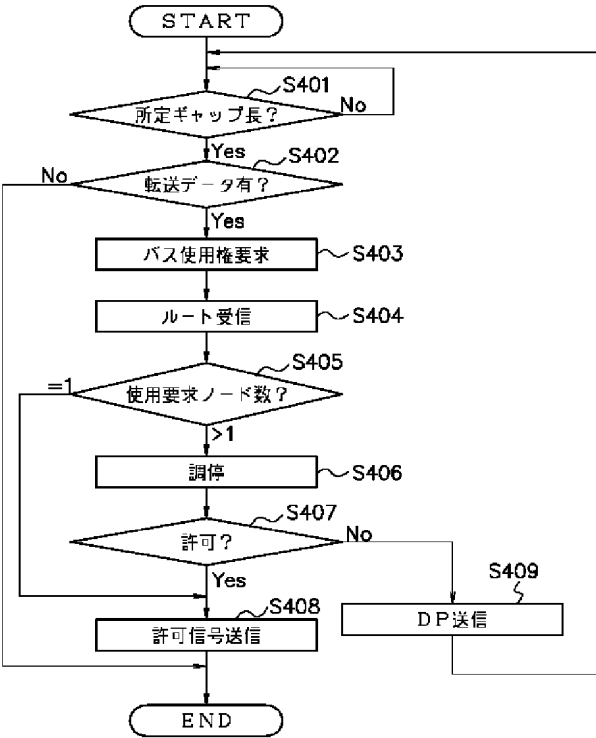 START
S401
所定ギャップ長?
No
Yes
S402
No
転送データ有?
Yes
バス使用権要求
S403
ルート受信
S404
S405
=1
使用要求ノード数?
>1
調停
S406
S407
許可?
No
Yes
S408
許可信号送信
S409
DP送信
END